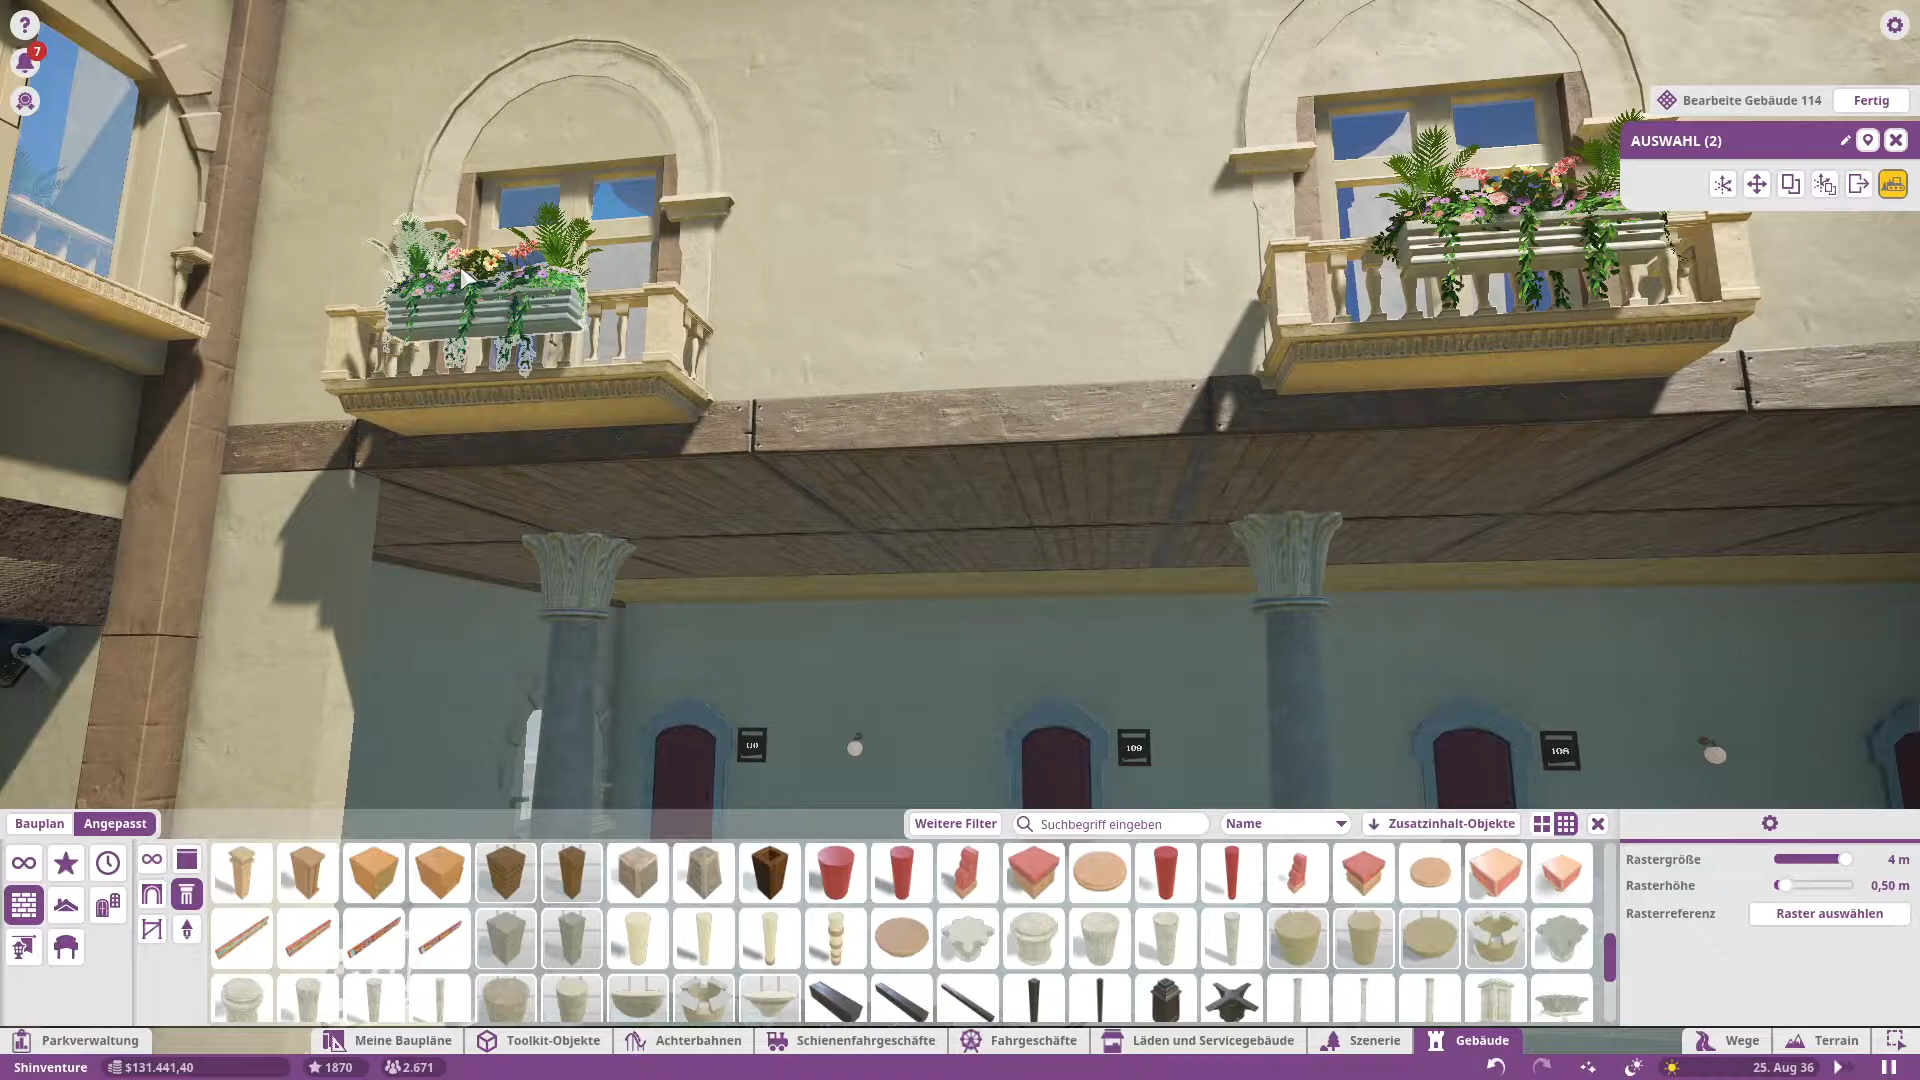 ?
7
Bearbeite Gebäude 114
Fertig
AUSWAHL (2)
110
109
108
Bauplan
Angepasst
Weitere Filter
Suchbegriff eingeben
Name
Zusatzinhalt-Objekte
Rastergröße
4 m
Rasterhöhe
0,50 m
Rasterreferenz
Raster auswählen
Parkverwaltung
Meine Baupläne
Toolkit-Objekte
Achterbahnen
Schienenfahrgeschäfte
Fahrgeschäfte
Läden und Servicegebäude
Szenerie
Gebäude
Wege
Terrain
Shinventure
$131.441,40
1870
2.671
25. Aug 36